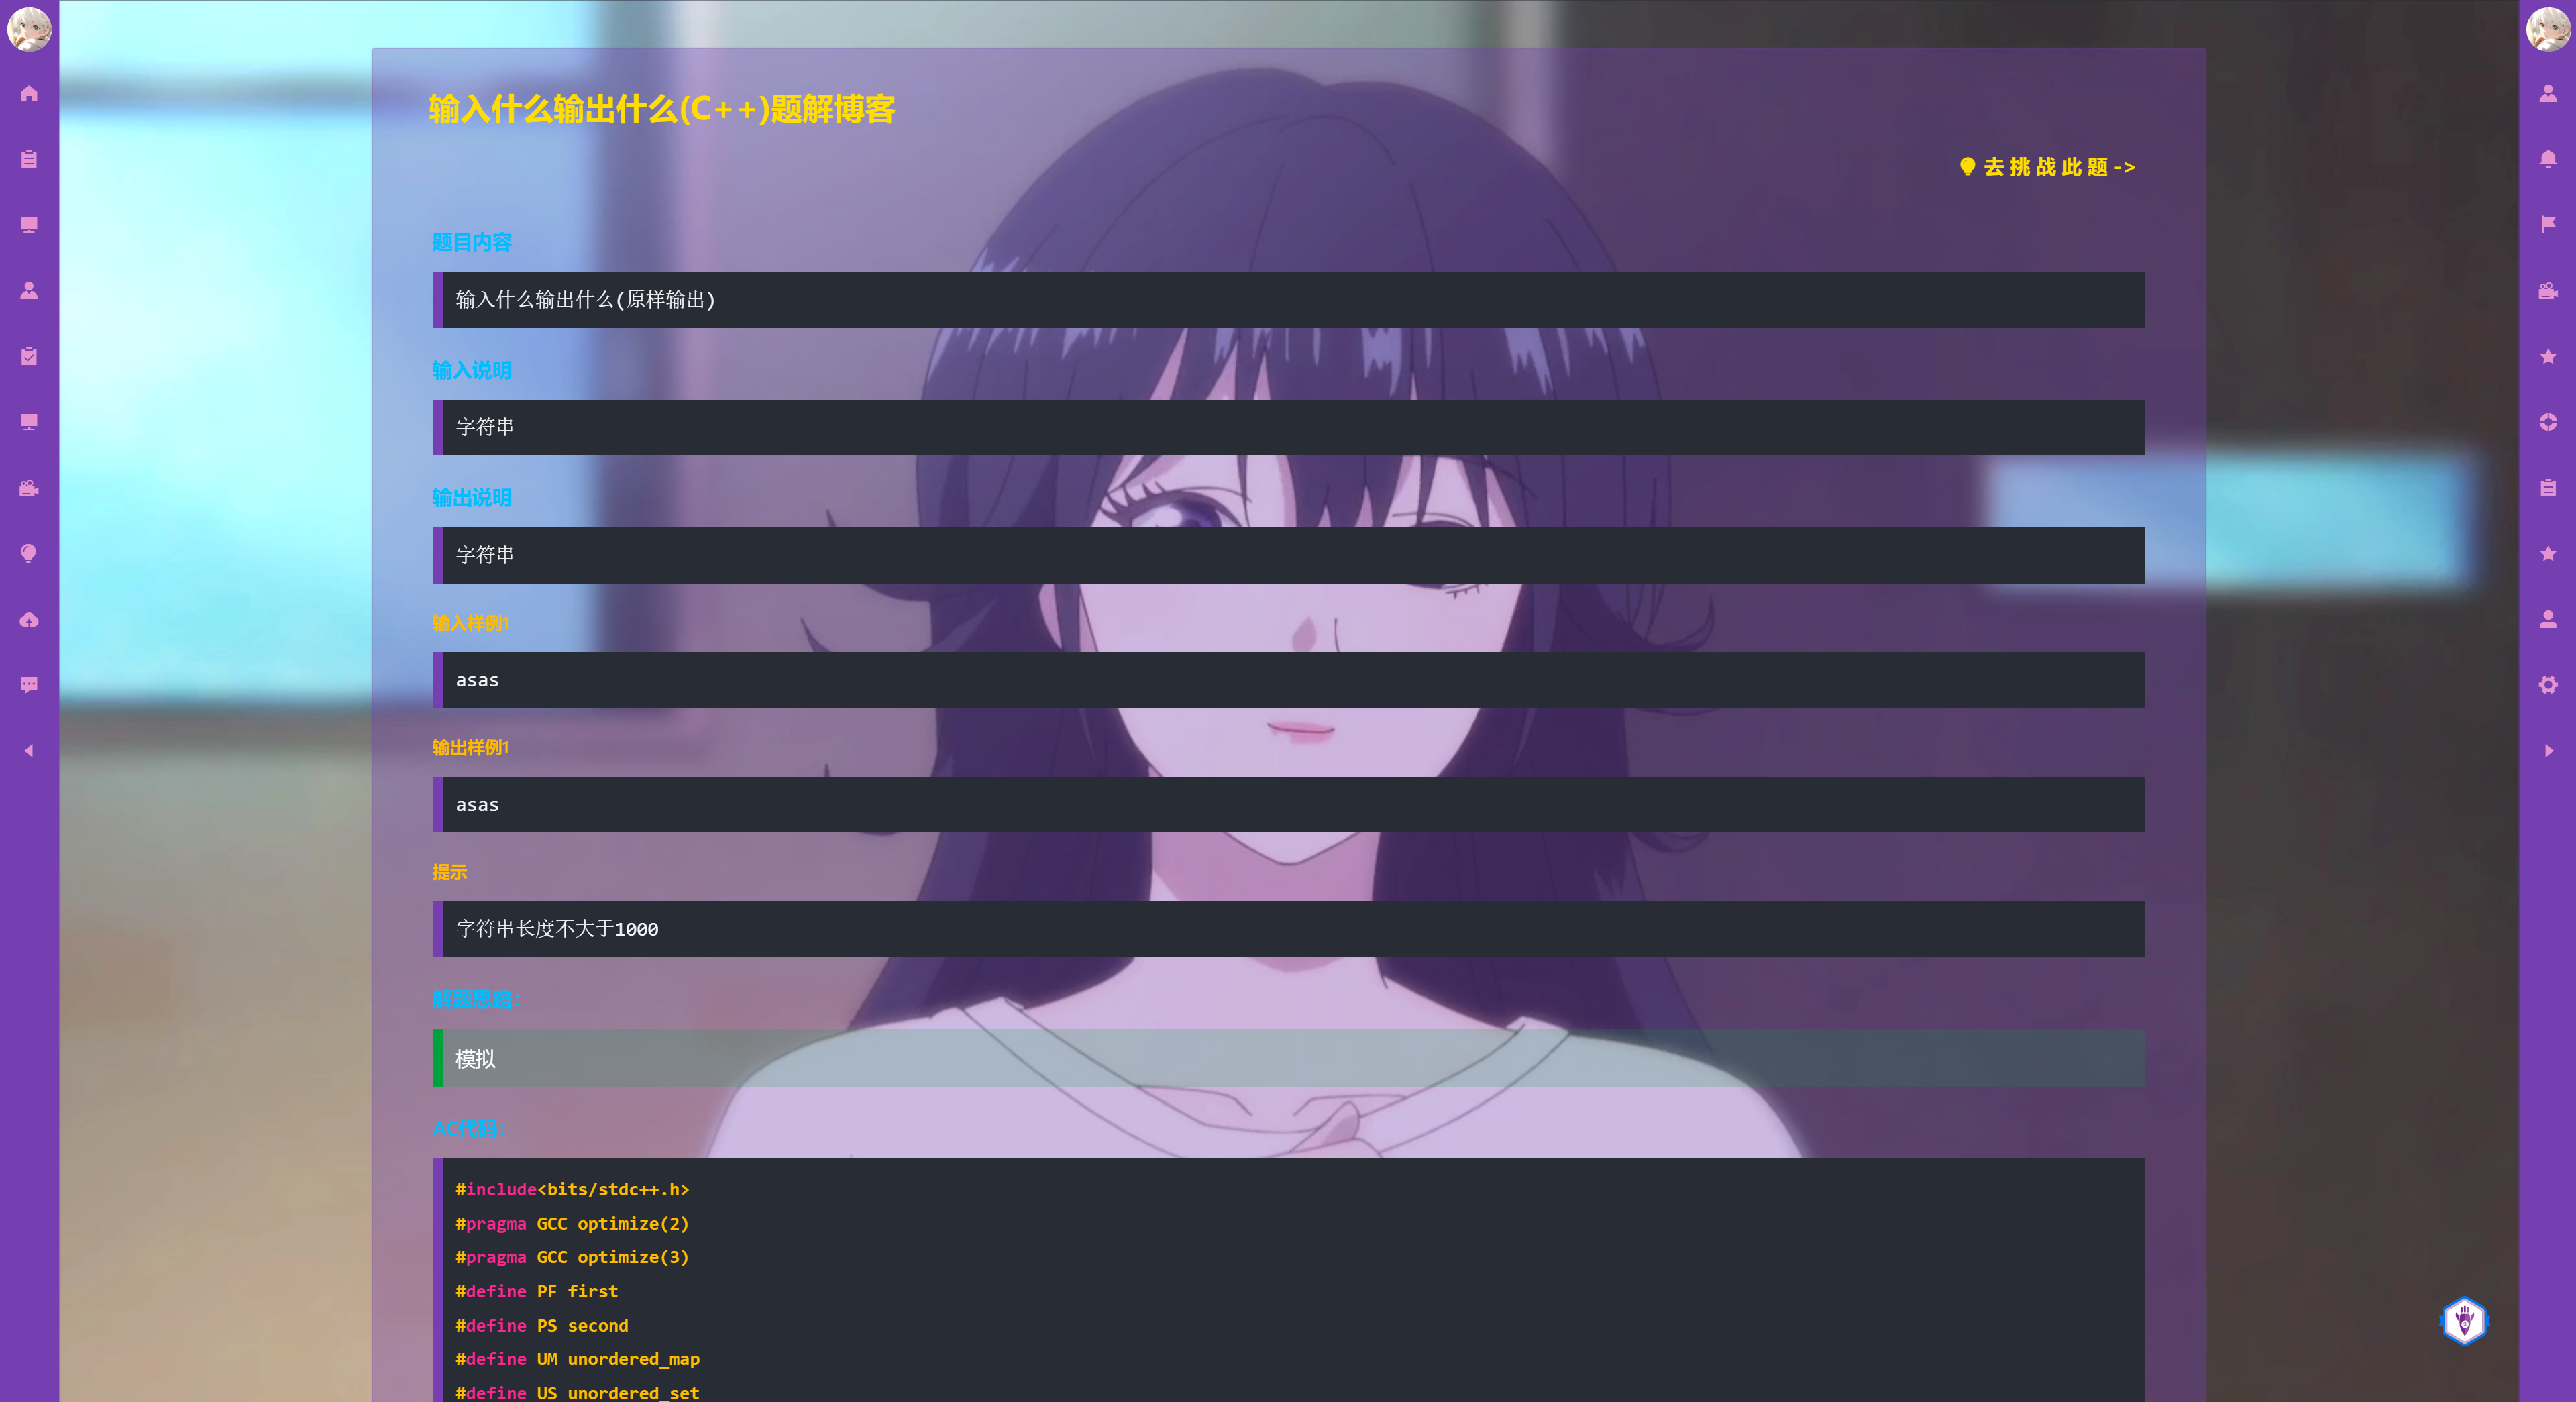 输入什么输出什么(C++)题解博客
去挑战此题->
题目内容
输入什么输出什么(原样输出)
输入说明
字符串
输出说明
字符串
输入样例1
asas
输出样例1
asas
提示
字符串长度不大于1000
解题思路:
模拟
AC代码:
#include<bits/stdc++.h>
#pragma GCC optimize(2)
#pragma GCC optimize(3)
#define PF first
#define PS second
#define UM unordered_map
#define US unordered_set